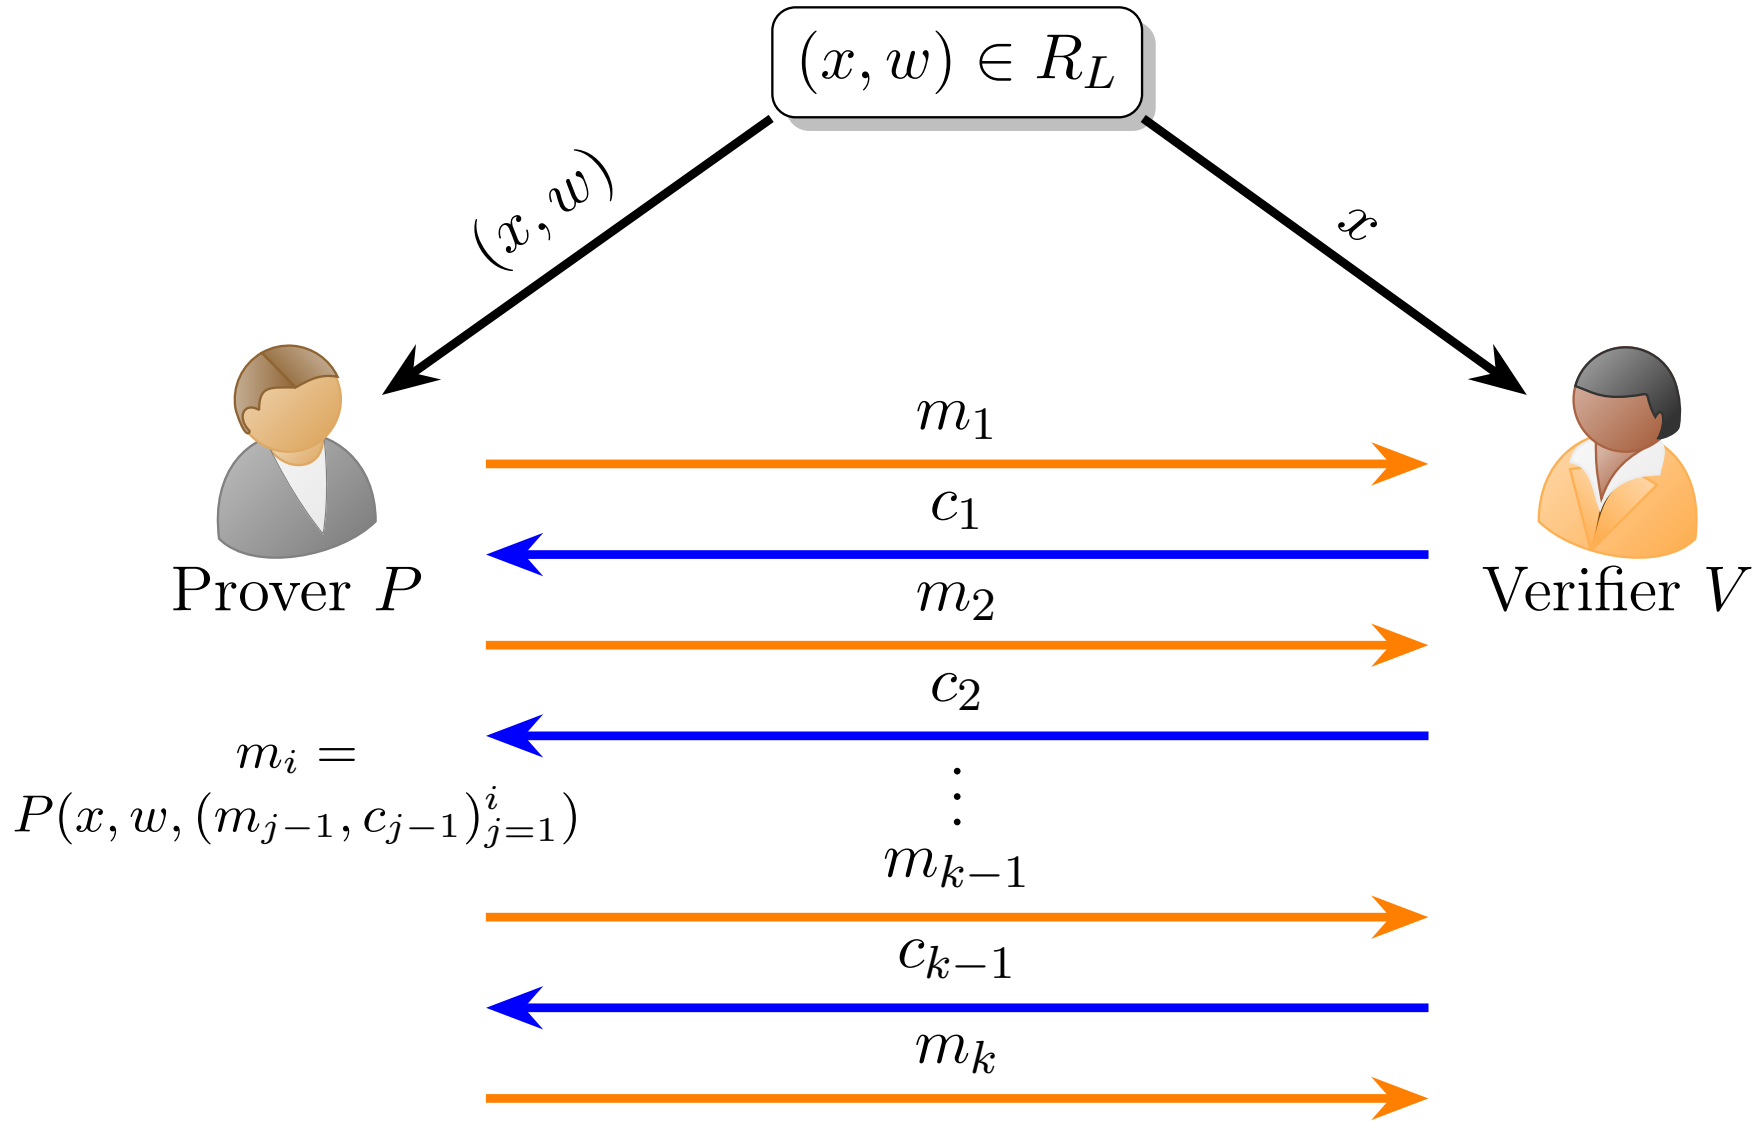 (x, w) ∈ R_L
(x, w)
x
m_1
c_1
Prover P
Verifier V
m_2
c_2
m_i =
P(x, w, (m_{j−1}, c_{j−1})_{j=1}^{i})
⋮
m_{k−1}
c_{k−1}
m_k